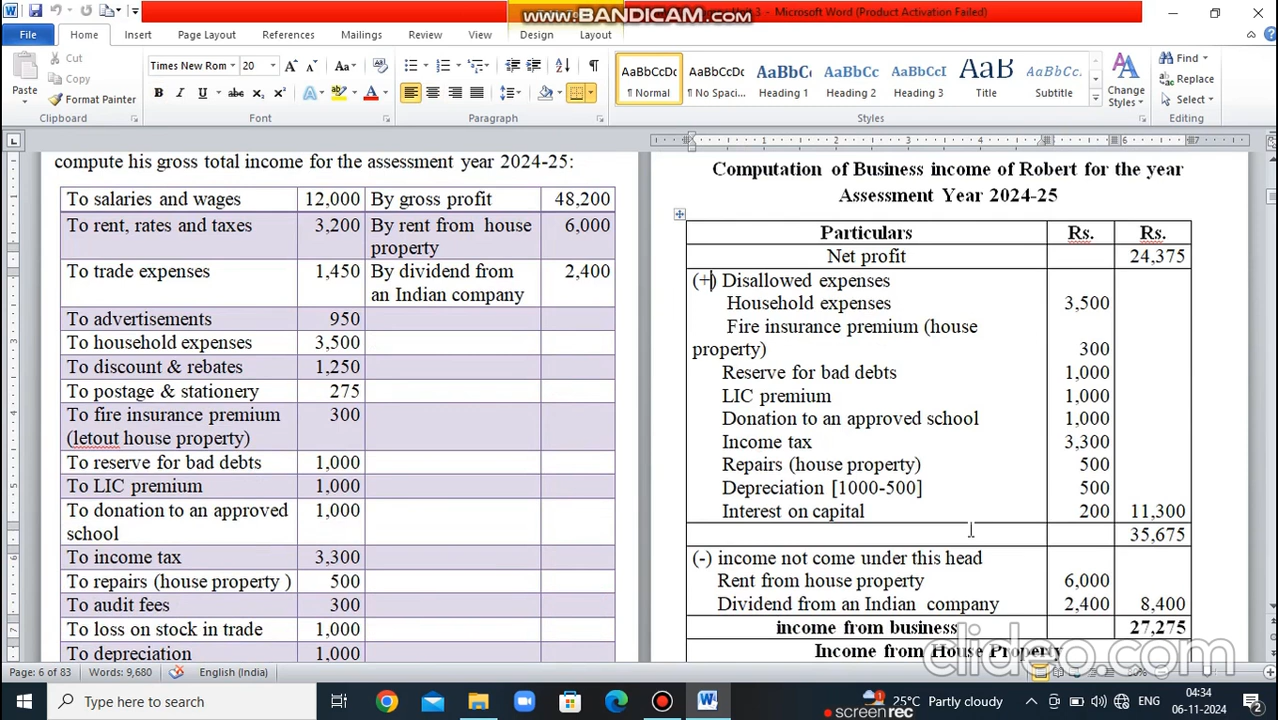 www.BANDICAM.com
3 - Microsoft Word (Product Activation Failed)
File Home Insert Page Layout References Mailings Review View Design Layout
Paste
Cut
Copy
Format Painter
Clipboard
Times New Rom 20
Font
Paragraph
AaBbCcDc AaBbCcDc AaBbC AaBbCc AaBbCcI AaB AaBbCcL
¶ Normal ¶ No Spaci... Heading 1 Heading 2 Heading 3 Title Subtitle
Change Styles
Styles
Find
Replace
Select
Editing
compute his gross total income for the assessment year 2024-25:
To salaries and wages 12,000 By gross profit 48,200
To rent, rates and taxes 3,200 By rent from house 6,000
property
To trade expenses 1,450 By dividend from 2,400
an Indian company
To advertisements 950
To household expenses 3,500
To discount & rebates 1,250
To postage & stationery 275
To fire insurance premium 300
(letout house property)
To reserve for bad debts 1,000
To LIC premium 1,000
To donation to an approved 1,000
school
To income tax 3,300
To repairs (house property ) 500
To audit fees 300
To loss on stock in trade 1,000
To depreciation 1,000
Computation of Business income of Robert for the year
Assessment Year 2024-25
Particulars Rs. Rs.
Net profit 24,375
(+) Disallowed expenses
Household expenses 3,500
Fire insurance premium (house
property) 300
Reserve for bad debts 1,000
LIC premium 1,000
Donation to an approved school 1,000
Income tax 3,300
Repairs (house property) 500
Depreciation [1000-500] 500
Interest on capital 200 11,300
35,675
(-) income not come under this head
Rent from house property 6,000
Dividend from an Indian company 2,400 8,400
income from business 27,275
Income from House Property
clideo.com
Page: 6 of 83 Words: 9,680 English (India)
Type here to search
25°C Partly cloudy
ENG
04:34
06-11-2024
2
screen rec